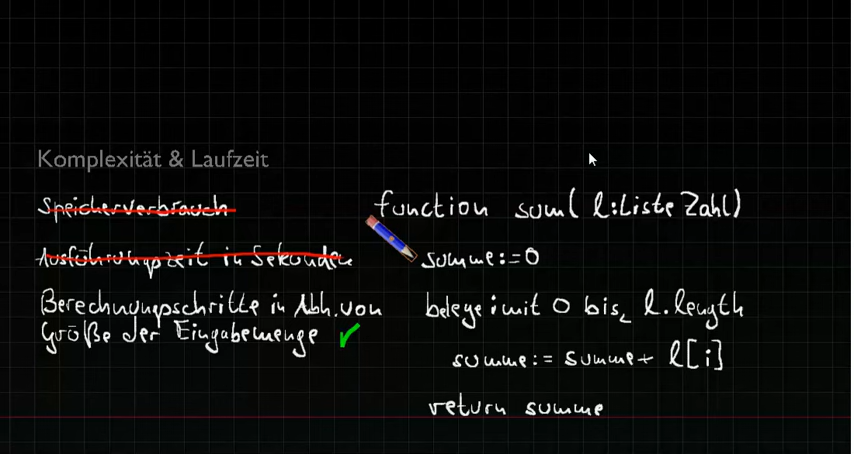 Komplexität & Laufzeit
Speicherverbrauch
Ausführungszeit in Sekunden
Berechnungsschritte in Abh. von
Größe der Eingabemenge
function sum( l:Liste Zahl)
summe:=0
belege i mit 0 bis l.length
summe:= summe + l[i]
return summe